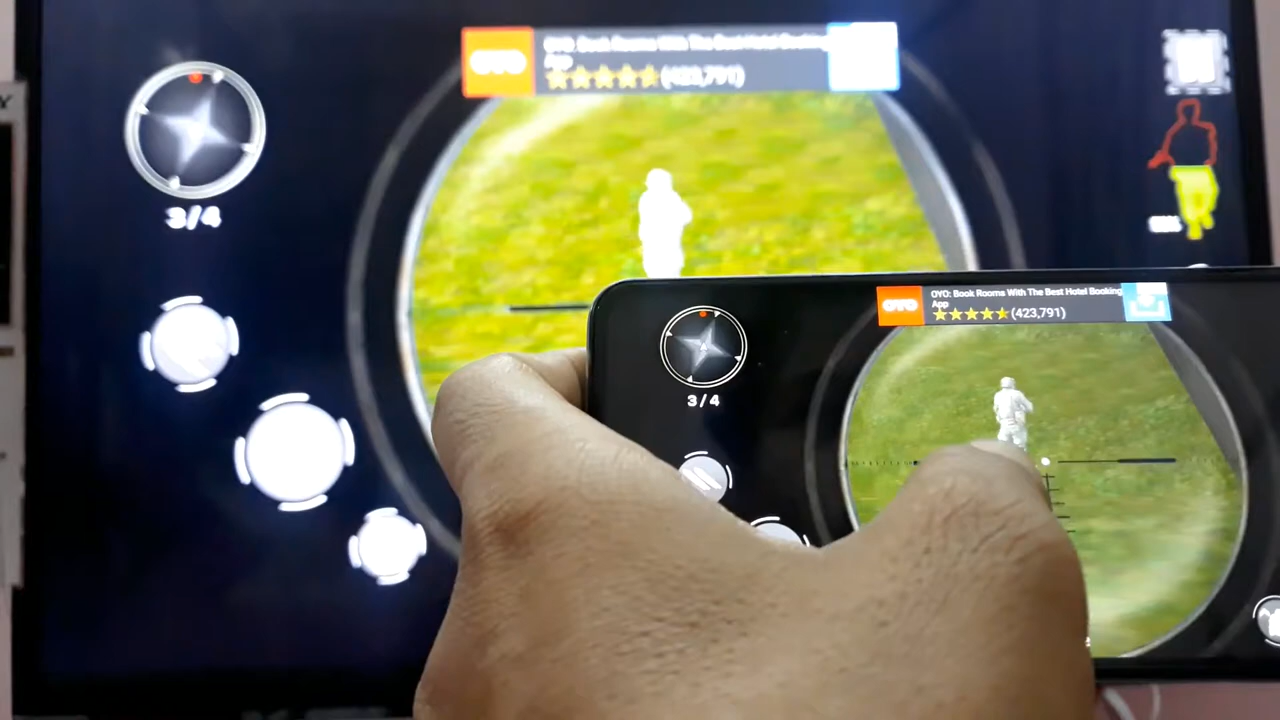 OYO
OYO: Book Rooms With The Best Hotel Booking
App
(423,791)
3/4
OYO
OYO: Book Rooms With The Best Hotel Booking
App
(423,791)
3/4